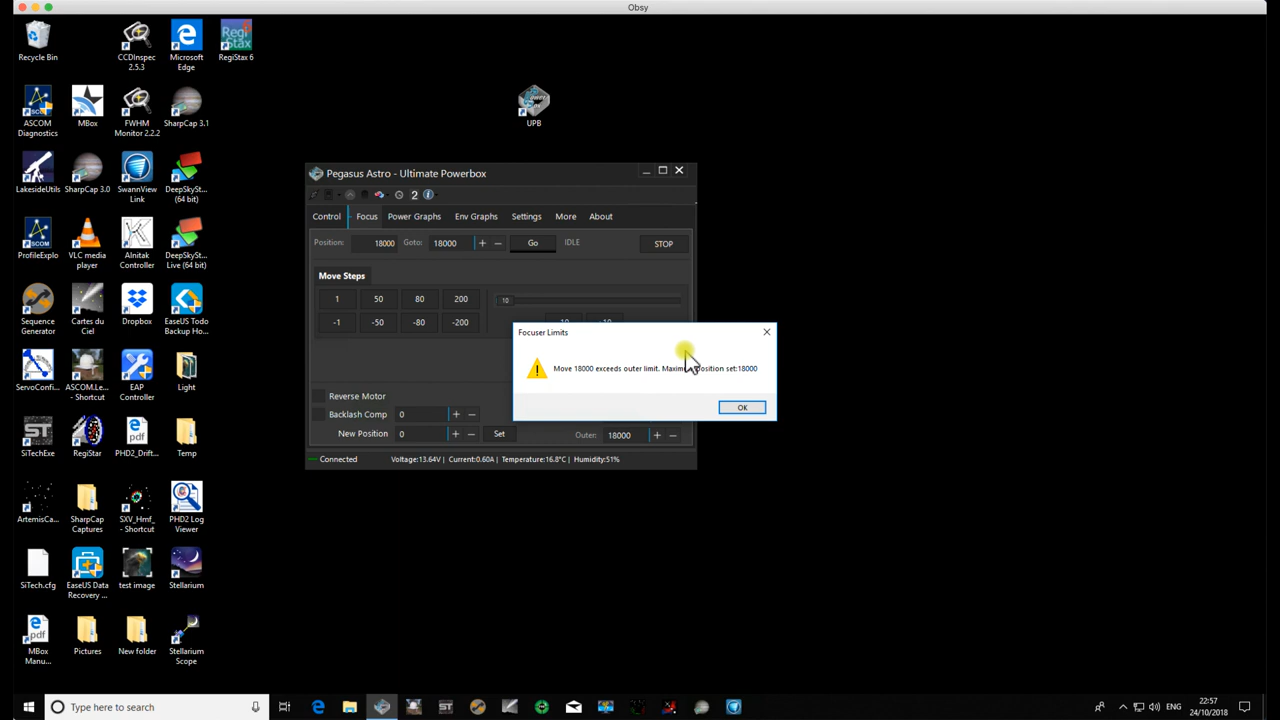 Obsy
Recycle Bin
CCDInspec 2.5.3
Microsoft Edge
RegiStax 6
ASCOM Diagnostics
MBox
FWHM Monitor 2.2.2
SharpCap 3.1
UPB
LakesideUtils
SharpCap 3.0
SwannView Link
DeepSkySt... (64 bit)
ProfileExplo
VLC media player
Alnitak Controller
DeepSkySt... Live (64 bit)
Sequence Generator
Cartes du Ciel
Dropbox
EaseUS Todo Backup Ho...
ServoConfi...
ASCOM.Le... - Shortcut
EAP Controller
Light
SiTechExe
RegiStar
PHD2_Drift...
Temp
ArtemisCa...
SharpCap Captures
SXV_Hmf_ - Shortcut
PHD2 Log Viewer
SiTech.cfg
EaseUS Data Recovery ...
test image
Stellarium
MBox Manu...
Pictures
New folder
Stellarium Scope
Pegasus Astro - Ultimate Powerbox
2
Control Focus Power Graphs Env Graphs Settings More About
Position: 18000 Goto: 18000 + − Go IDLE STOP
Move Steps
1 50 80 200 10
-1 -50 -80 -200
Focuser Limits
Move 18000 exceeds outer limit. position set:18000
OK
Reverse Motor
Backlash Comp 0 + −
New Position 0 + − Set Outer: 18000 + −
Connected Voltage:13.64V | Current:0.60A | Temperature:16.8°C | Humidity:51%
Type here to search
ENG
22:57
24/10/2018